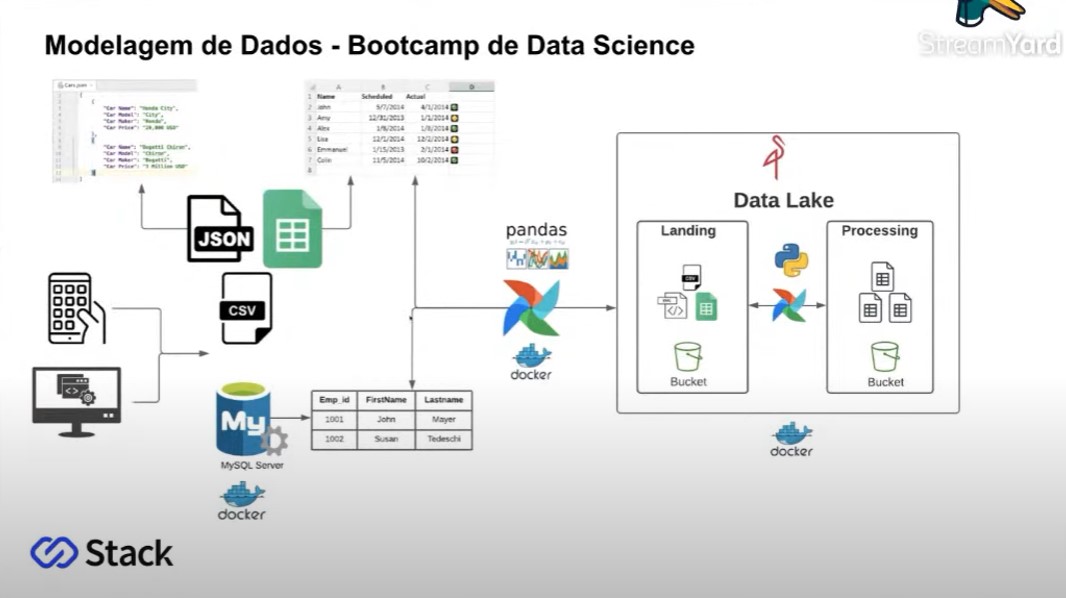 StreamYard
Modelagem de Dados - Bootcamp de Data Science
Cars.json
"Car Name": "Honda City",
"Car Model": "City",
"Car Maker": "Honda",
"Car Price": "20,000 USD"
"Car Name": "Bugatti Chiron",
"Car Model": "Chiron",
"Car Maker": "Bugatti",
"Car Price": "3 Million USD"
A B C D
1 Name Scheduled Actual
2 John 5/7/2014 4/1/2014
3 Amy 12/31/2013 1/1/2014
4 Alex 1/8/2014 1/8/2014
5 Lisa 12/1/2014 12/2/2014
6 Emmanuel 1/15/2013 2/1/2014
7 Colin 11/5/2014 10/2/2014
8
JSON
CSV
pandas
docker
Data Lake
Landing
CSV
</>
Bucket
Processing
Bucket
docker
My
MySQL Server
docker
Emp_id FirstName Lastname
1001 John Mayer
1002 Susan Tedeschi
Stack